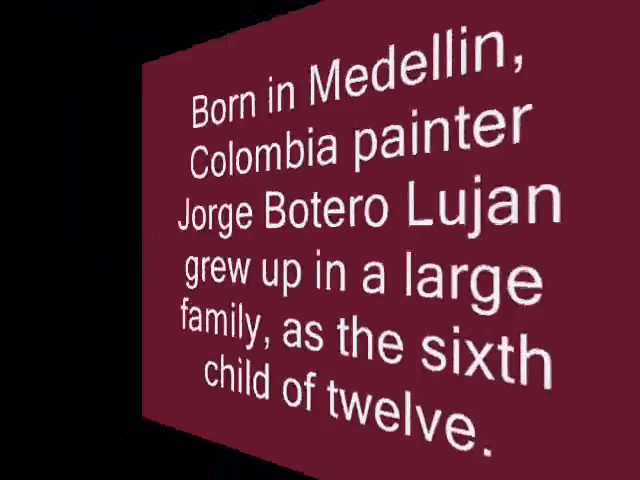 Born in Medellin,
Colombia painter
Jorge Botero Lujan
grew up in a large
family, as the sixth
child of twelve.